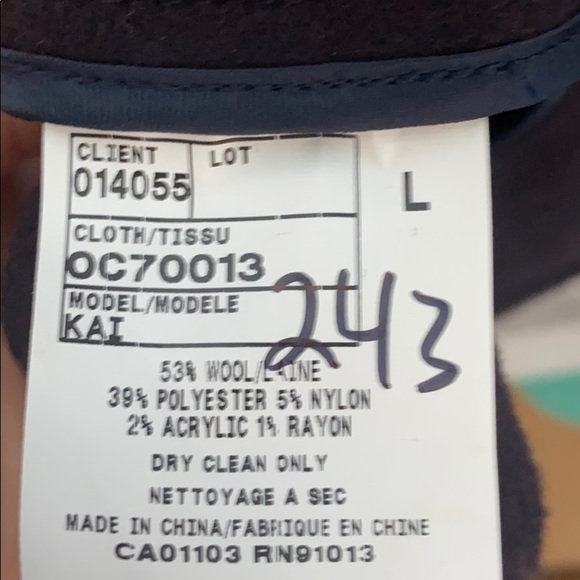 CLIENT LOT
014055 L
CLOTH/TISSU
OC70013
MODEL/MODELE
KAI
243
53% WOOL/LAINE
39% POLYESTER 5% NYLON
2% ACRYLIC 1% RAYON
DRY CLEAN ONLY
NETTOYAGE A SEC
MADE IN CHINA/FABRIQUE EN CHINE
CA01103 RN91013